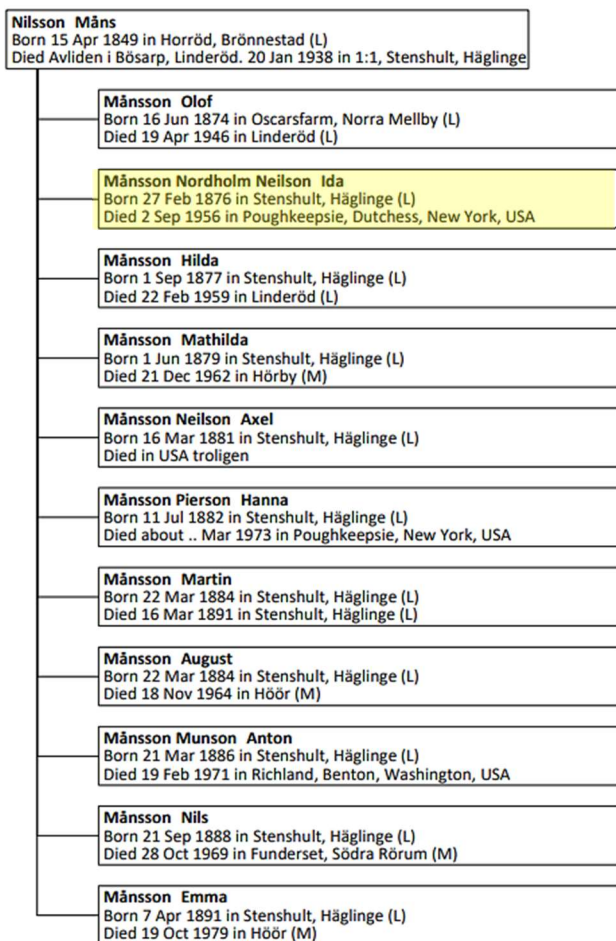 Nilsson Måns
Born 15 Apr 1849 in Horröd, Brönnestad (L)
Died Avliden i Bösarp, Linderöd. 20 Jan 1938 in 1:1, Stenshult, Häglinge
Månsson Olof
Born 16 Jun 1874 in Oscarsfarm, Norra Mellby (L)
Died 19 Apr 1946 in Linderöd (L)
Månsson Nordholm Neilson Ida
Born 27 Feb 1876 in Stenshult, Häglinge (L)
Died 2 Sep 1956 in Poughkeepsie, Dutchess, New York, USA
Månsson Hilda
Born 1 Sep 1877 in Stenshult, Häglinge (L)
Died 22 Feb 1959 in Linderöd (L)
Månsson Mathilda
Born 1 Jun 1879 in Stenshult, Häglinge (L)
Died 21 Dec 1962 in Hörby (M)
Månsson Neilson Axel
Born 16 Mar 1881 in Stenshult, Häglinge (L)
Died in USA troligen
Månsson Pierson Hanna
Born 11 Jul 1882 in Stenshult, Häglinge (L)
Died about .. Mar 1973 in Poughkeepsie, New York, USA
Månsson Martin
Born 22 Mar 1884 in Stenshult, Häglinge (L)
Died 16 Mar 1891 in Stenshult, Häglinge (L)
Månsson August
Born 22 Mar 1884 in Stenshult, Häglinge (L)
Died 18 Nov 1964 in Höör (M)
Månsson Munson Anton
Born 21 Mar 1886 in Stenshult, Häglinge (L)
Died 19 Feb 1971 in Richland, Benton, Washington, USA
Månsson Nils
Born 21 Sep 1888 in Stenshult, Häglinge (L)
Died 28 Oct 1969 in Funderset, Södra Rörum (M)
Månsson Emma
Born 7 Apr 1891 in Stenshult, Häglinge (L)
Died 19 Oct 1979 in Höör (M)